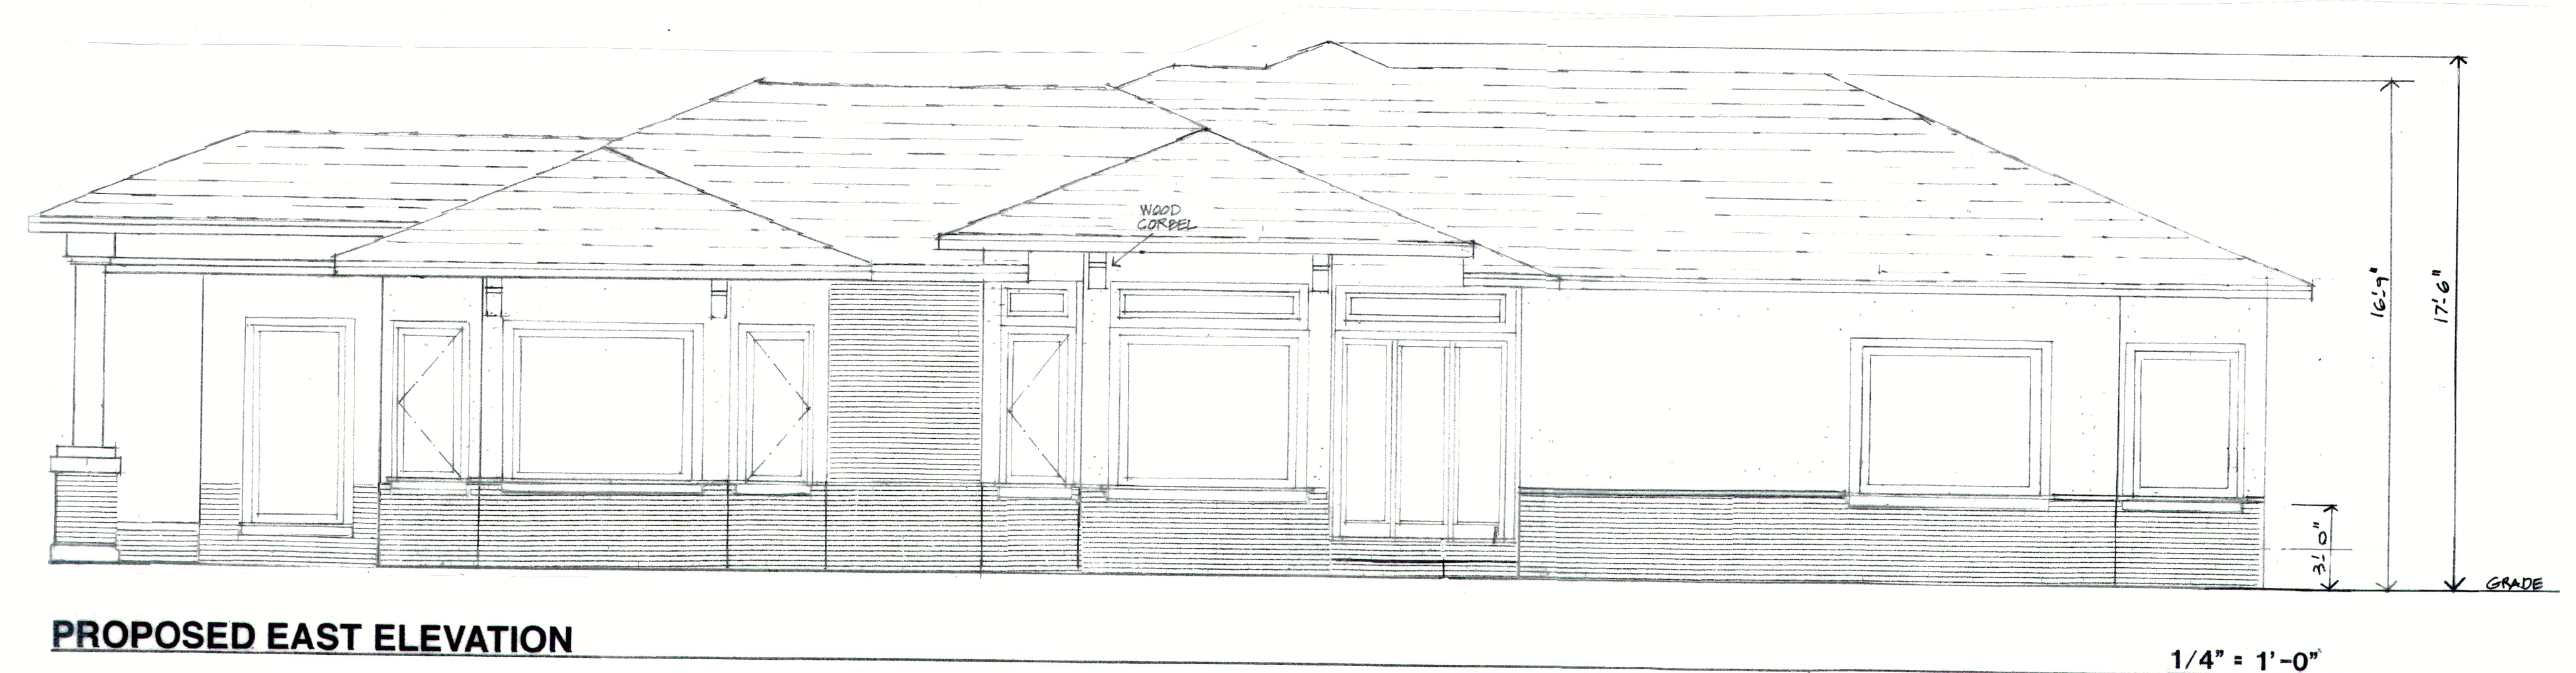 WOOD
CORBEL
16'-9"
17'-6"
3'-0"
GRADE
PROPOSED EAST ELEVATION
1/4" = 1'-0"